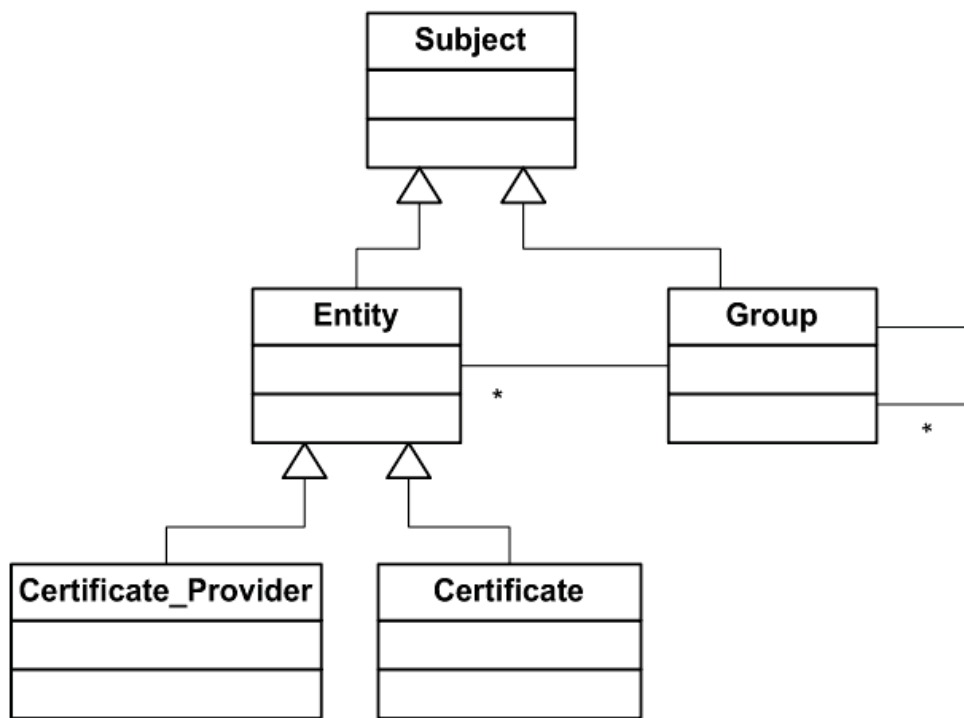 Subject
Entity
Group
*
*
Certificate_Provider
Certificate